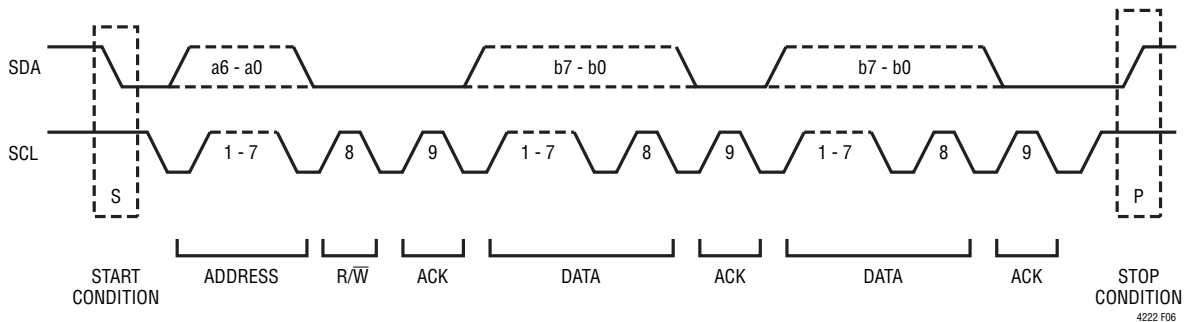 SDA
a6 - a0
b7 - b0
b7 - b0
SCL
1 - 7
8
9
1 - 7
8
9
1 - 7
8
9
S
P
START
CONDITION
ADDRESS
R/W̅
ACK
DATA
ACK
DATA
ACK
STOP
CONDITION
4222 F06